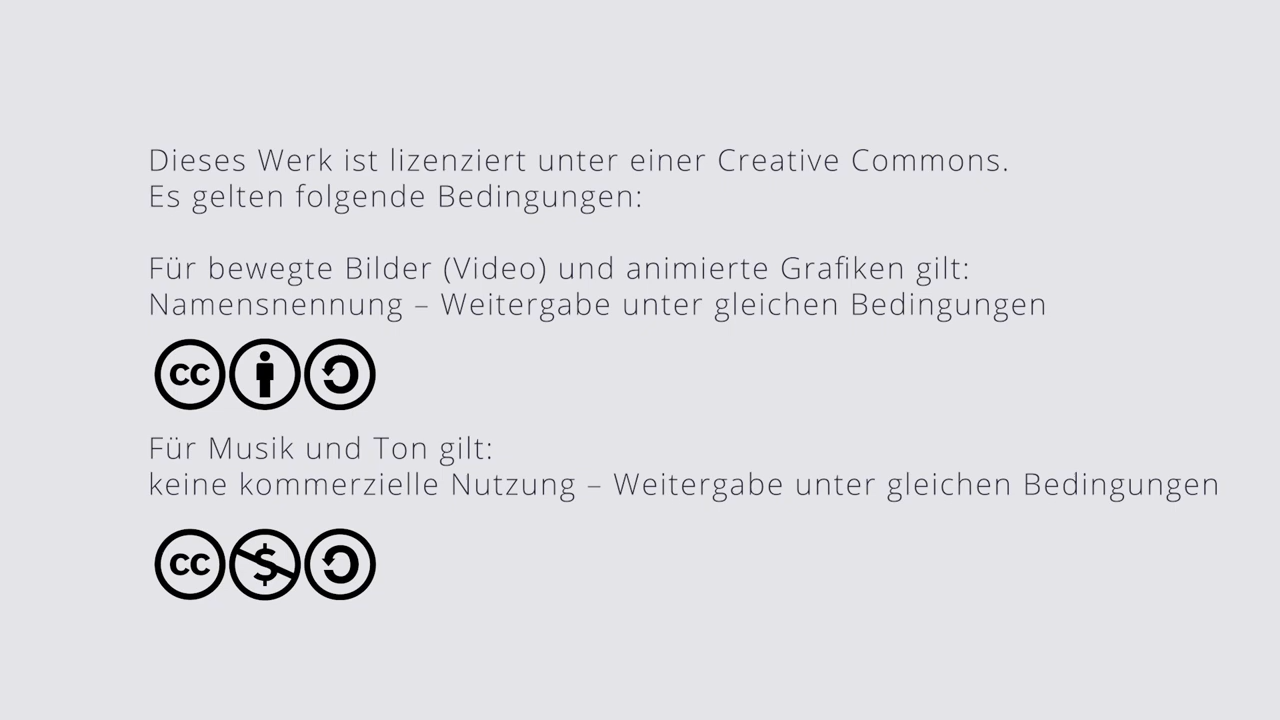 Dieses Werk ist lizenziert unter einer Creative Commons.
Es gelten folgende Bedingungen:
Für bewegte Bilder (Video) und animierte Grafiken gilt:
Namensnennung – Weitergabe unter gleichen Bedingungen
cc
Für Musik und Ton gilt:
keine kommerzielle Nutzung – Weitergabe unter gleichen Bedingungen
cc $